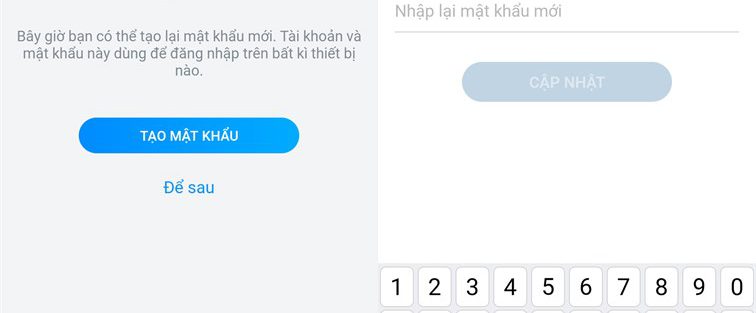 Bây giờ bạn có thể tạo lại mật khẩu mới. Tài khoản và
mật khẩu này dùng để đăng nhập trên bất kì thiết bị
nào.
TẠO MẬT KHẨU
Để sau
Nhập lại mật khẩu mới
CẬP NHẬT
1 2 3 4 5 6 7 8 9 0